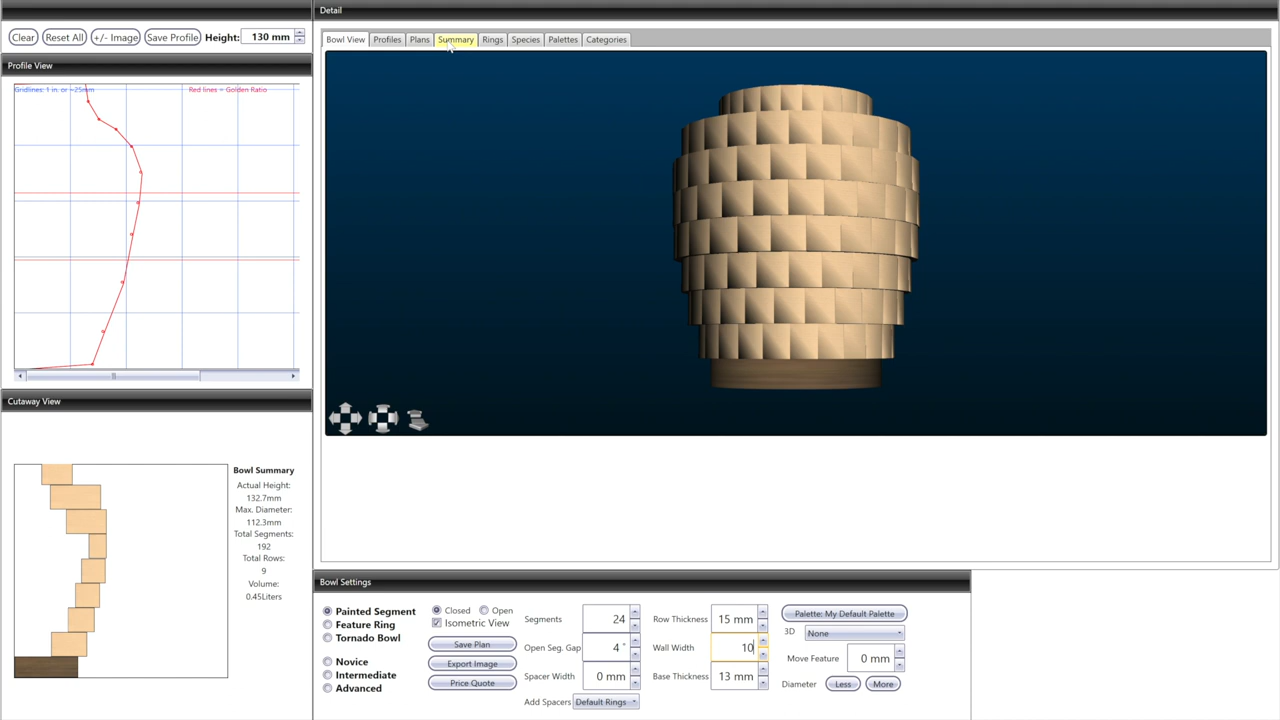 Detail
Clear Reset All +/- Image Save Profile Height: 130 mm
Bowl View Profiles Plans Summary Rings Species Palettes Categories
Profile View
Gridlines: 1 in. or ~25mm Red lines = Golden Ratio
Cutaway View
Bowl Summary
Actual Height:
132.7mm
Max. Diameter:
112.3mm
Total Segments:
192
Total Rows:
9
Volume:
0.45Liters
Bowl Settings
Painted Segment
Feature Ring
Tornado Bowl
Novice
Intermediate
Advanced
Closed Open
Isometric View
Save Plan
Export Image
Price Quote
Segments 24
Open Seg. Gap 4 °
Spacer Width 0 mm
Add Spacers Default Rings
Row Thickness 15 mm
Wall Width 10
Base Thickness 13 mm
Palette: My Default Palette
3D None
Move Feature 0 mm
Diameter Less More